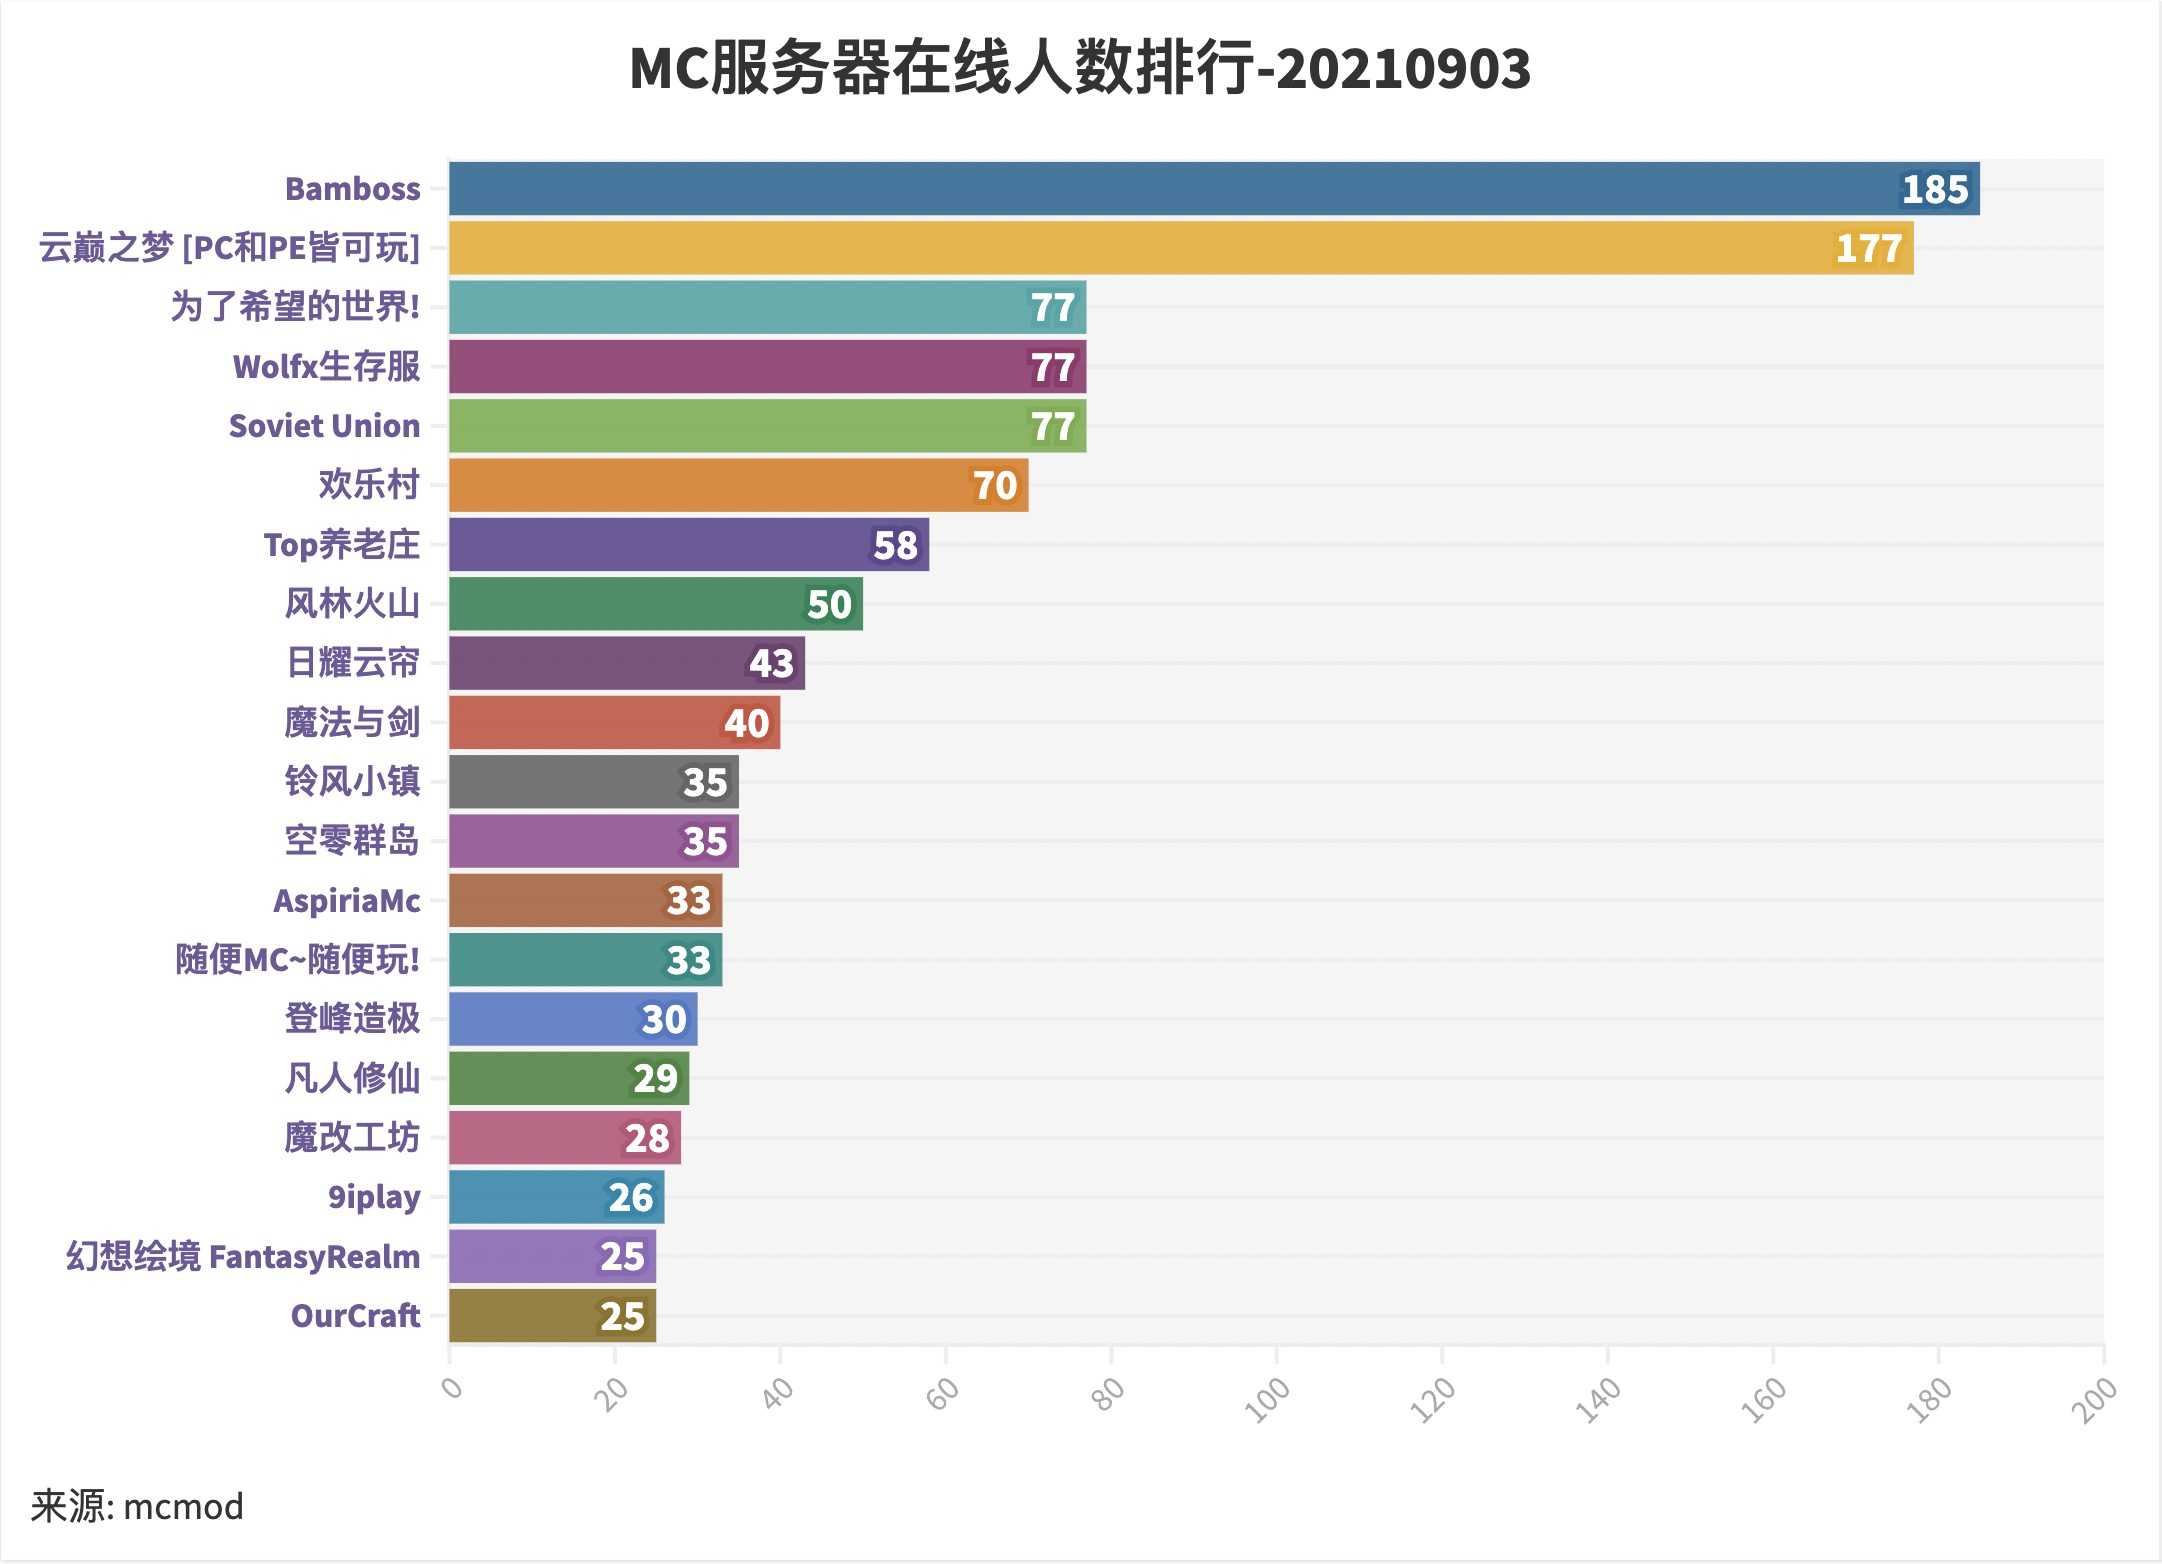 MC服务器在线人数排行-20210903
Bamboss 185
云巅之梦 [PC和PE皆可玩] 177
为了希望的世界! 77
Wolfx生存服 77
Soviet Union 77
欢乐村 70
Top养老庄 58
风林火山 50
日耀云帘 43
魔法与剑 40
铃风小镇 35
空零群岛 35
AspiriaMc 33
随便MC~随便玩! 33
登峰造极 30
凡人修仙 29
魔改工坊 28
9iplay 26
幻想绘境 FantasyRealm 25
OurCraft 25
0 20 40 60 80 100 120 140 160 180 200
来源: mcmod